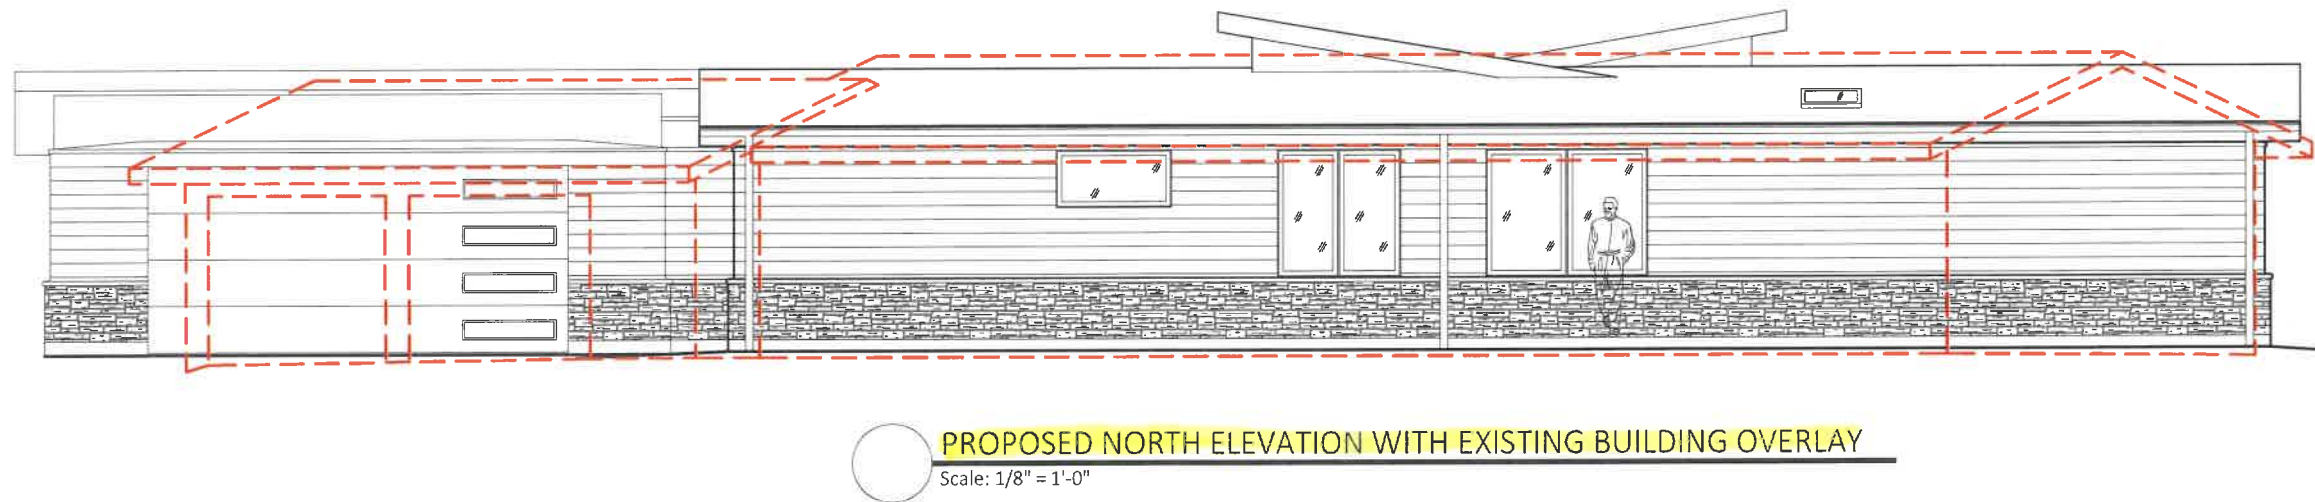 PROPOSED NORTH ELEVATION WITH EXISTING BUILDING OVERLAY
Scale: 1/8" = 1'-0"